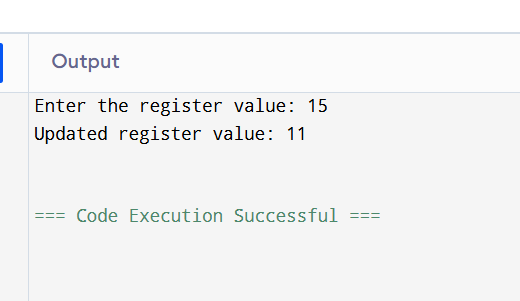 Output
Enter the register value: 15
Updated register value: 11
=== Code Execution Successful ===